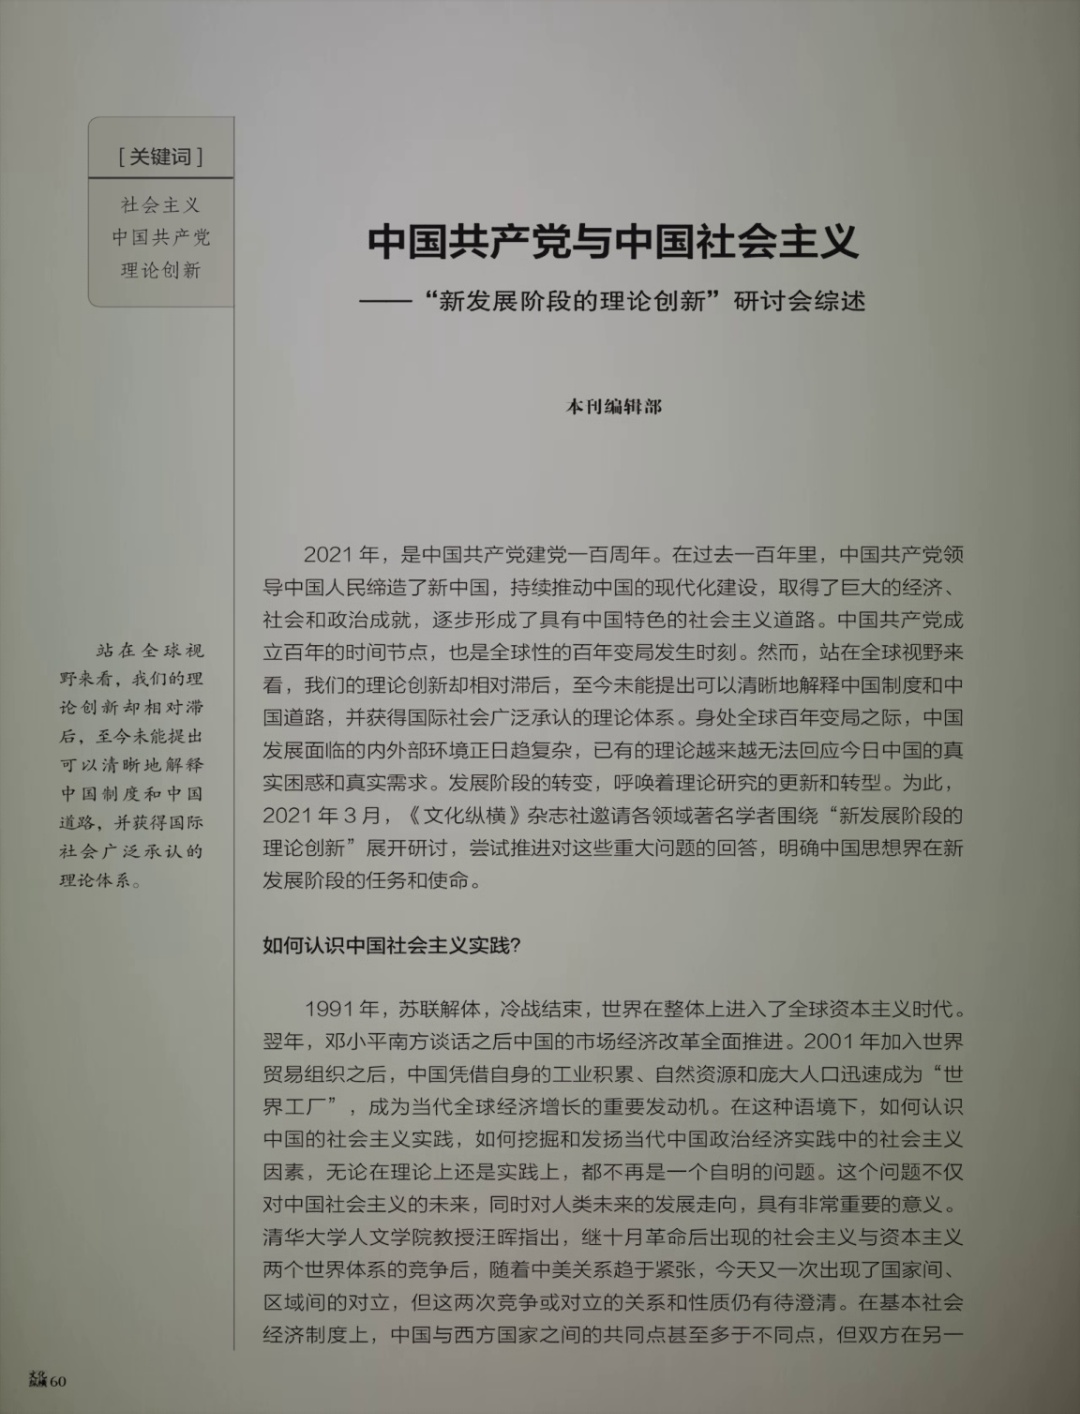 [关键词]
社会主义
中国共产党
理论创新
中国共产党与中国社会主义
——“新发展阶段的理论创新”研讨会综述
本刊编辑部
2021年，是中国共产党建党一百周年。在过去一百年里，中国共产党领
导中国人民缔造了新中国，持续推动中国的现代化建设，取得了巨大的经济、
社会和政治成就，逐步形成了具有中国特色的社会主义道路。中国共产党成
立百年的时间节点，也是全球性的百年变局发生时刻。然而，站在全球视野来
看，我们的理论创新却相对滞后，至今未能提出可以清晰地解释中国制度和中
国道路，并获得国际社会广泛承认的理论体系。身处全球百年变局之际，中国
发展面临的内外部环境正日趋复杂，已有的理论越来越无法回应今日中国的真
实困惑和真实需求。发展阶段的转变，呼唤着理论研究的更新和转型。为此，
2021年3月，《文化纵横》杂志社邀请各领域著名学者围绕“新发展阶段的
理论创新”展开研讨，尝试推进对这些重大问题的回答，明确中国思想界在新
发展阶段的任务和使命。
站在全球视
野来看，我们的理
论创新却相对滞
后，至今未能提出
可以清晰地解释
中国制度和中国
道路，并获得国际
社会广泛承认的
理论体系。
如何认识中国社会主义实践？
1991年，苏联解体，冷战结束，世界在整体上进入了全球资本主义时代。
翌年，邓小平南方谈话之后中国的市场经济改革全面推进。2001年加入世界
贸易组织之后，中国凭借自身的工业积累、自然资源和庞大人口迅速成为“世
界工厂”，成为当代全球经济增长的重要发动机。在这种语境下，如何认识
中国的社会主义实践，如何挖掘和发扬当代中国政治经济实践中的社会主义
因素，无论在理论上还是实践上，都不再是一个自明的问题。这个问题不仅
对中国社会主义的未来，同时对人类未来的发展走向，具有非常重要的意义。
清华大学人文学院教授汪晖指出，继十月革命后出现的社会主义与资本主义
两个世界体系的竞争后，随着中美关系趋于紧张，今天又一次出现了国家间、
区域间的对立，但这两次竞争或对立的关系和性质仍有待澄清。在基本社会
经济制度上，中国与西方国家之间的共同点甚至多于不同点，但双方在另一
文化
纵横 60